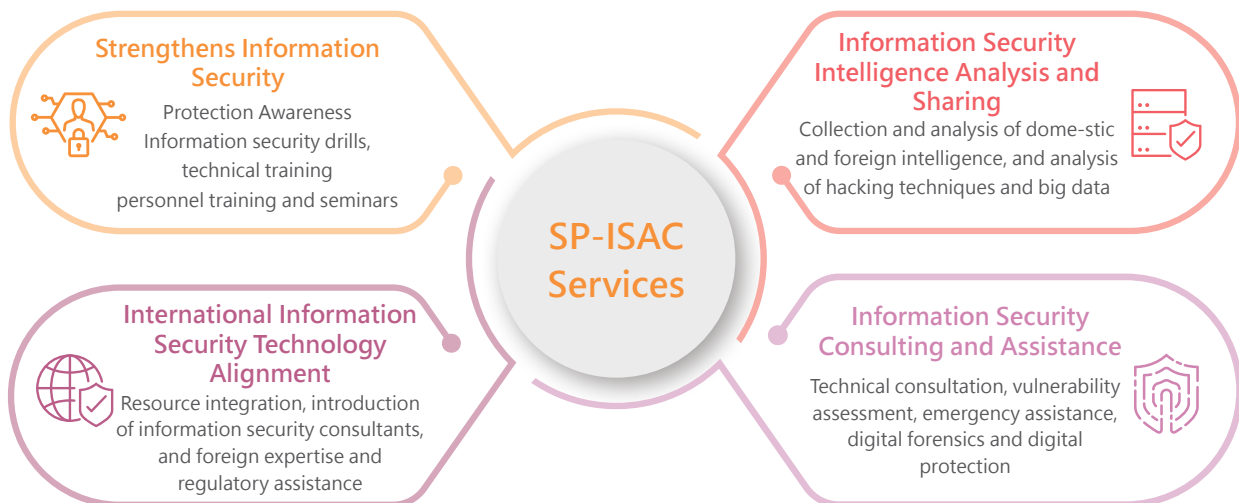 Strengthens Information
Security
Protection Awareness
Information security drills,
technical training
personnel training and seminars
Information Security
Intelligence Analysis and
Sharing
Collection and analysis of dome-stic
and foreign intelligence, and analysis
of hacking techniques and big data
SP-ISAC
Services
International Information
Security Technology
Alignment
Resource integration, introduction
of information security consultants,
and foreign expertise and
regulatory assistance
Information Security
Consulting and Assistance
Technical consultation, vulnerability
assessment, emergency assistance,
digital forensics and digital
protection